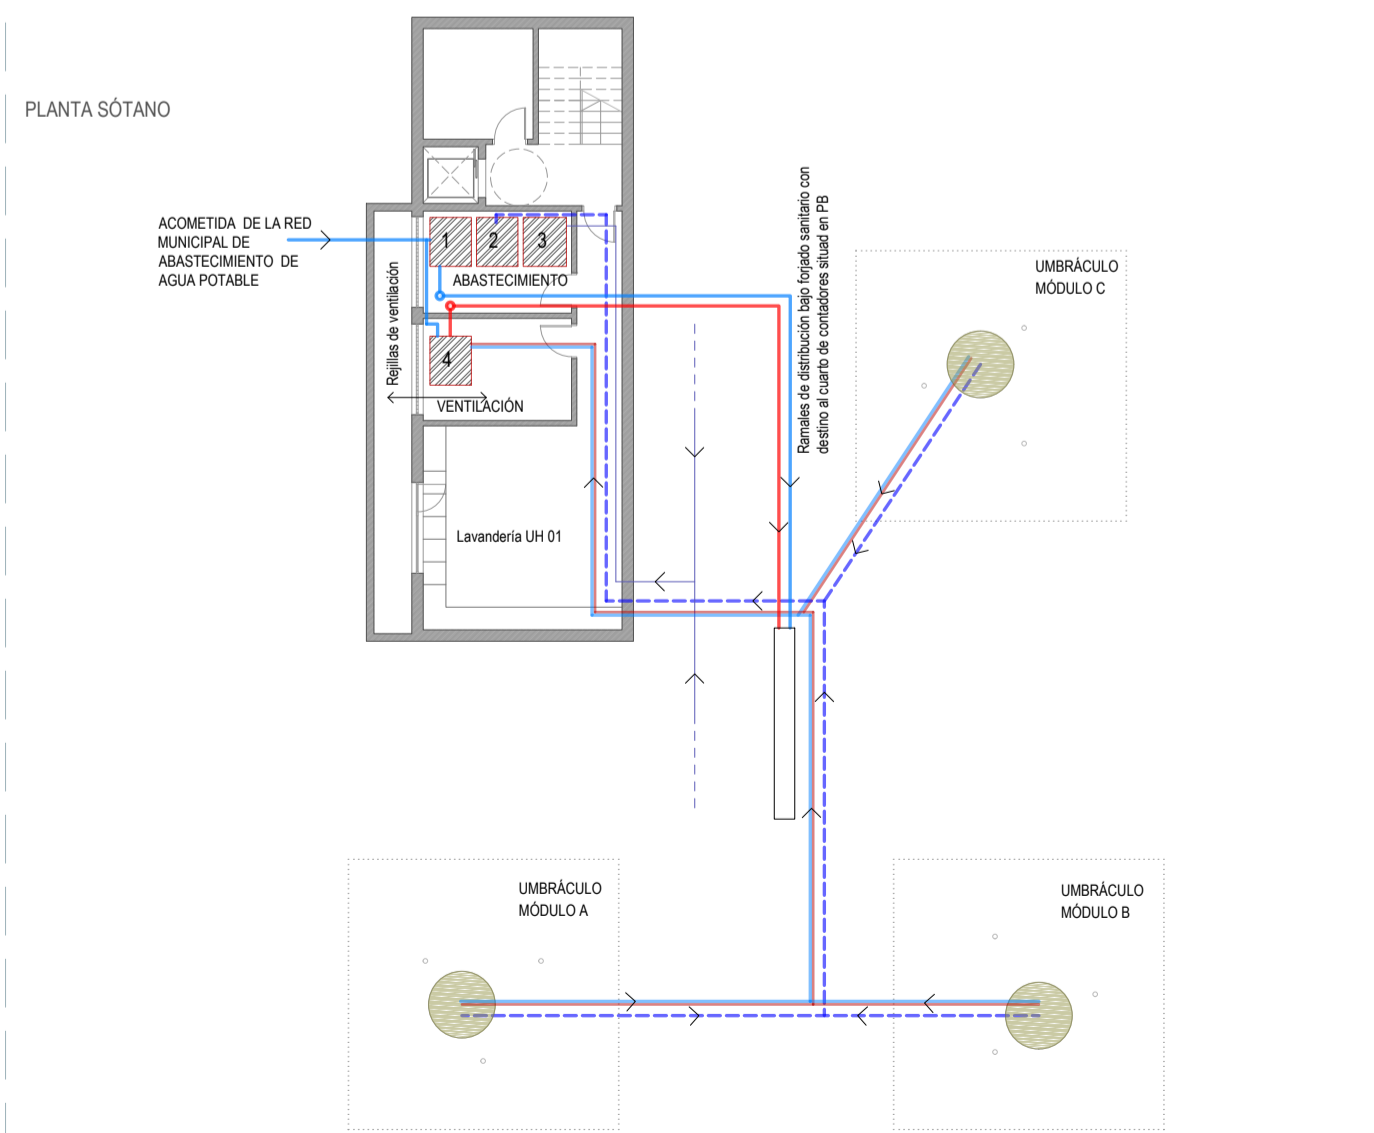 PLANTA SÓTANO
ACOMETIDA DE LA RED
MUNICIPAL DE
ABASTECIMIENTO DE
AGUA POTABLE
1
2
3
ABASTECIMIENTO
Rejillas de ventilación
4
VENTILACIÓN
Lavandería UH 01
Ramales de distribución bajo forjado sanitario con
destino al cuarto de contadores situad en PB
UMBRÁCULO
MÓDULO C
UMBRÁCULO
MÓDULO A
UMBRÁCULO
MÓDULO B